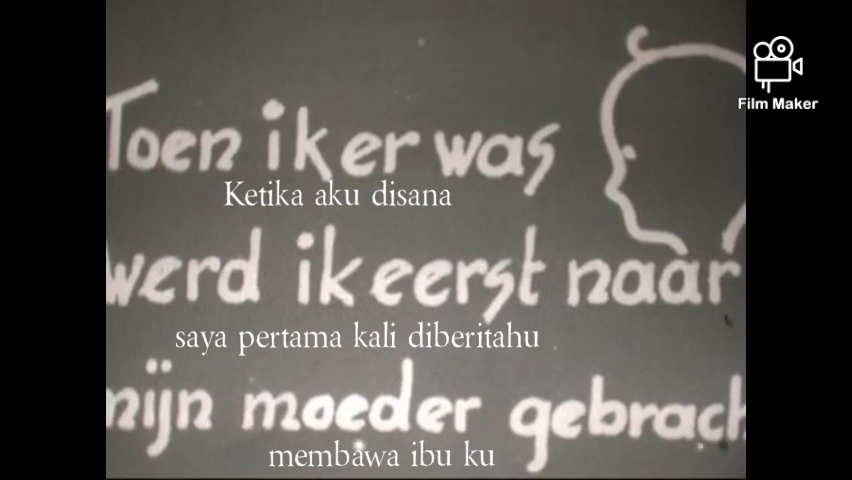 Toen ik er was
Ketika aku disana
werd ik eerst naar
saya pertama kali diberitahu
mijn moeder gebrach
membawa ibu ku
Film Maker